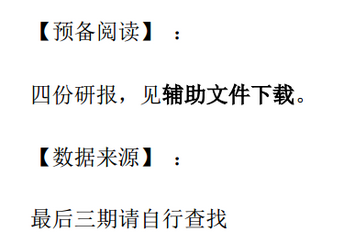 【预备阅读】 ：
四份研报，见辅助文件下载。
【数据来源】 ：
最后三期请自行查找